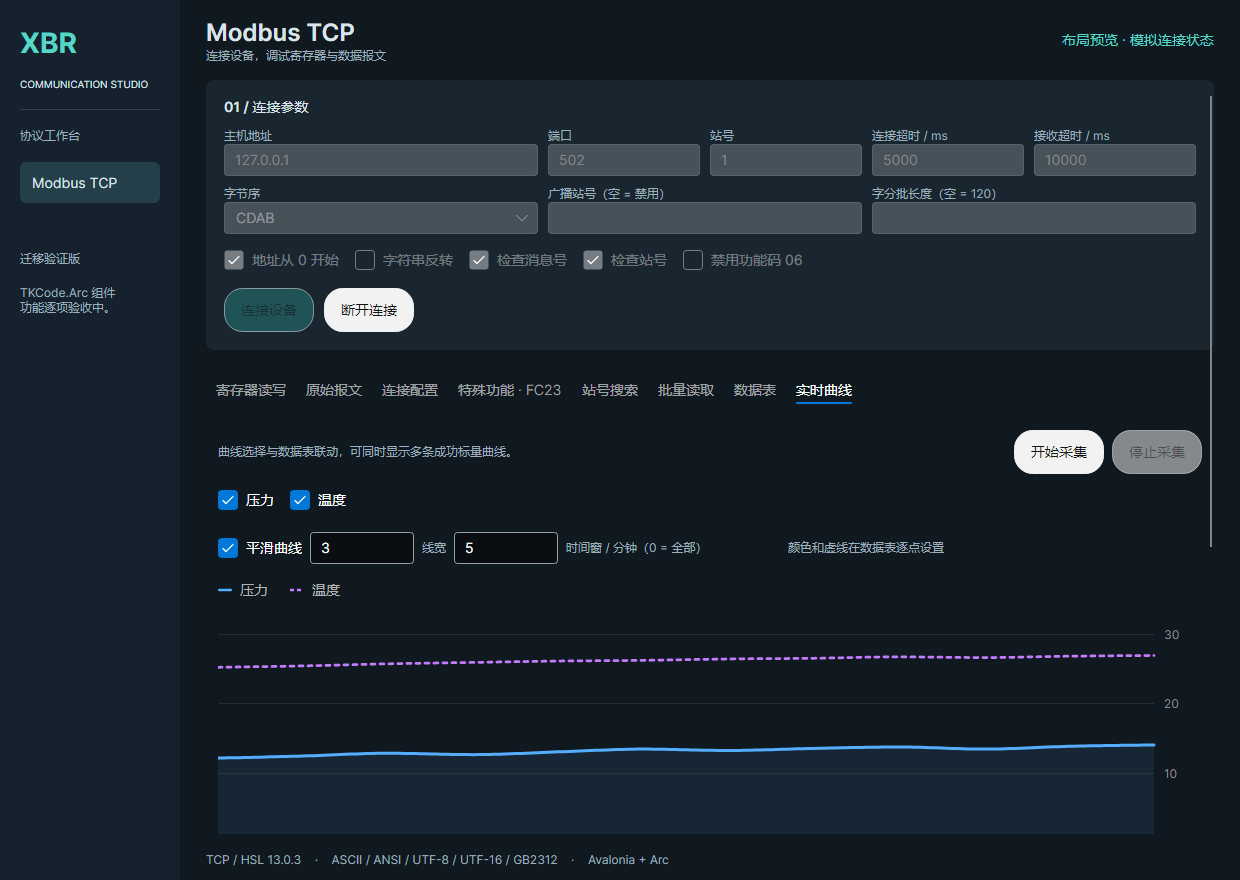 XBR
COMMUNICATION STUDIO
协议工作台
Modbus TCP
迁移验证版
TKCode.Arc 组件
功能逐项验收中。
Modbus TCP
连接设备，调试寄存器与数据报文
布局预览 · 模拟连接状态
01 / 连接参数
主机地址 端口 站号 连接超时 / ms 接收超时 / ms
127.0.0.1 502 1 5000 10000
字节序 广播站号（空 = 禁用） 字分批长度（空 = 120）
CDAB
地址从 0 开始 字符串反转 检查消息号 检查站号 禁用功能码 06
连接设备 断开连接
寄存器读写 原始报文 连接配置 特殊功能 · FC23 站号搜索 批量读取 数据表 实时曲线
曲线选择与数据表联动，可同时显示多条成功标量曲线。 开始采集 停止采集
压力 温度
平滑曲线 3 线宽 5 时间窗 / 分钟（0 = 全部） 颜色和虚线在数据表逐点设置
压力 温度
30
20
10
TCP / HSL 13.0.3 · ASCII / ANSI / UTF-8 / UTF-16 / GB2312 · Avalonia + Arc